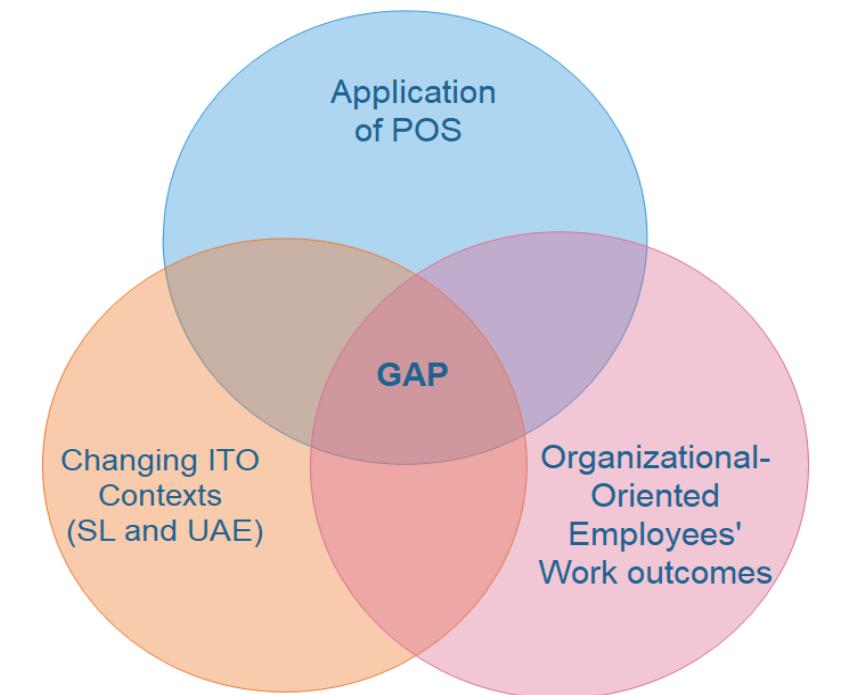 Application
of POS
GAP
Changing ITO
Contexts
(SL and UAE)
Organizational-
Oriented
Employees'
Work outcomes